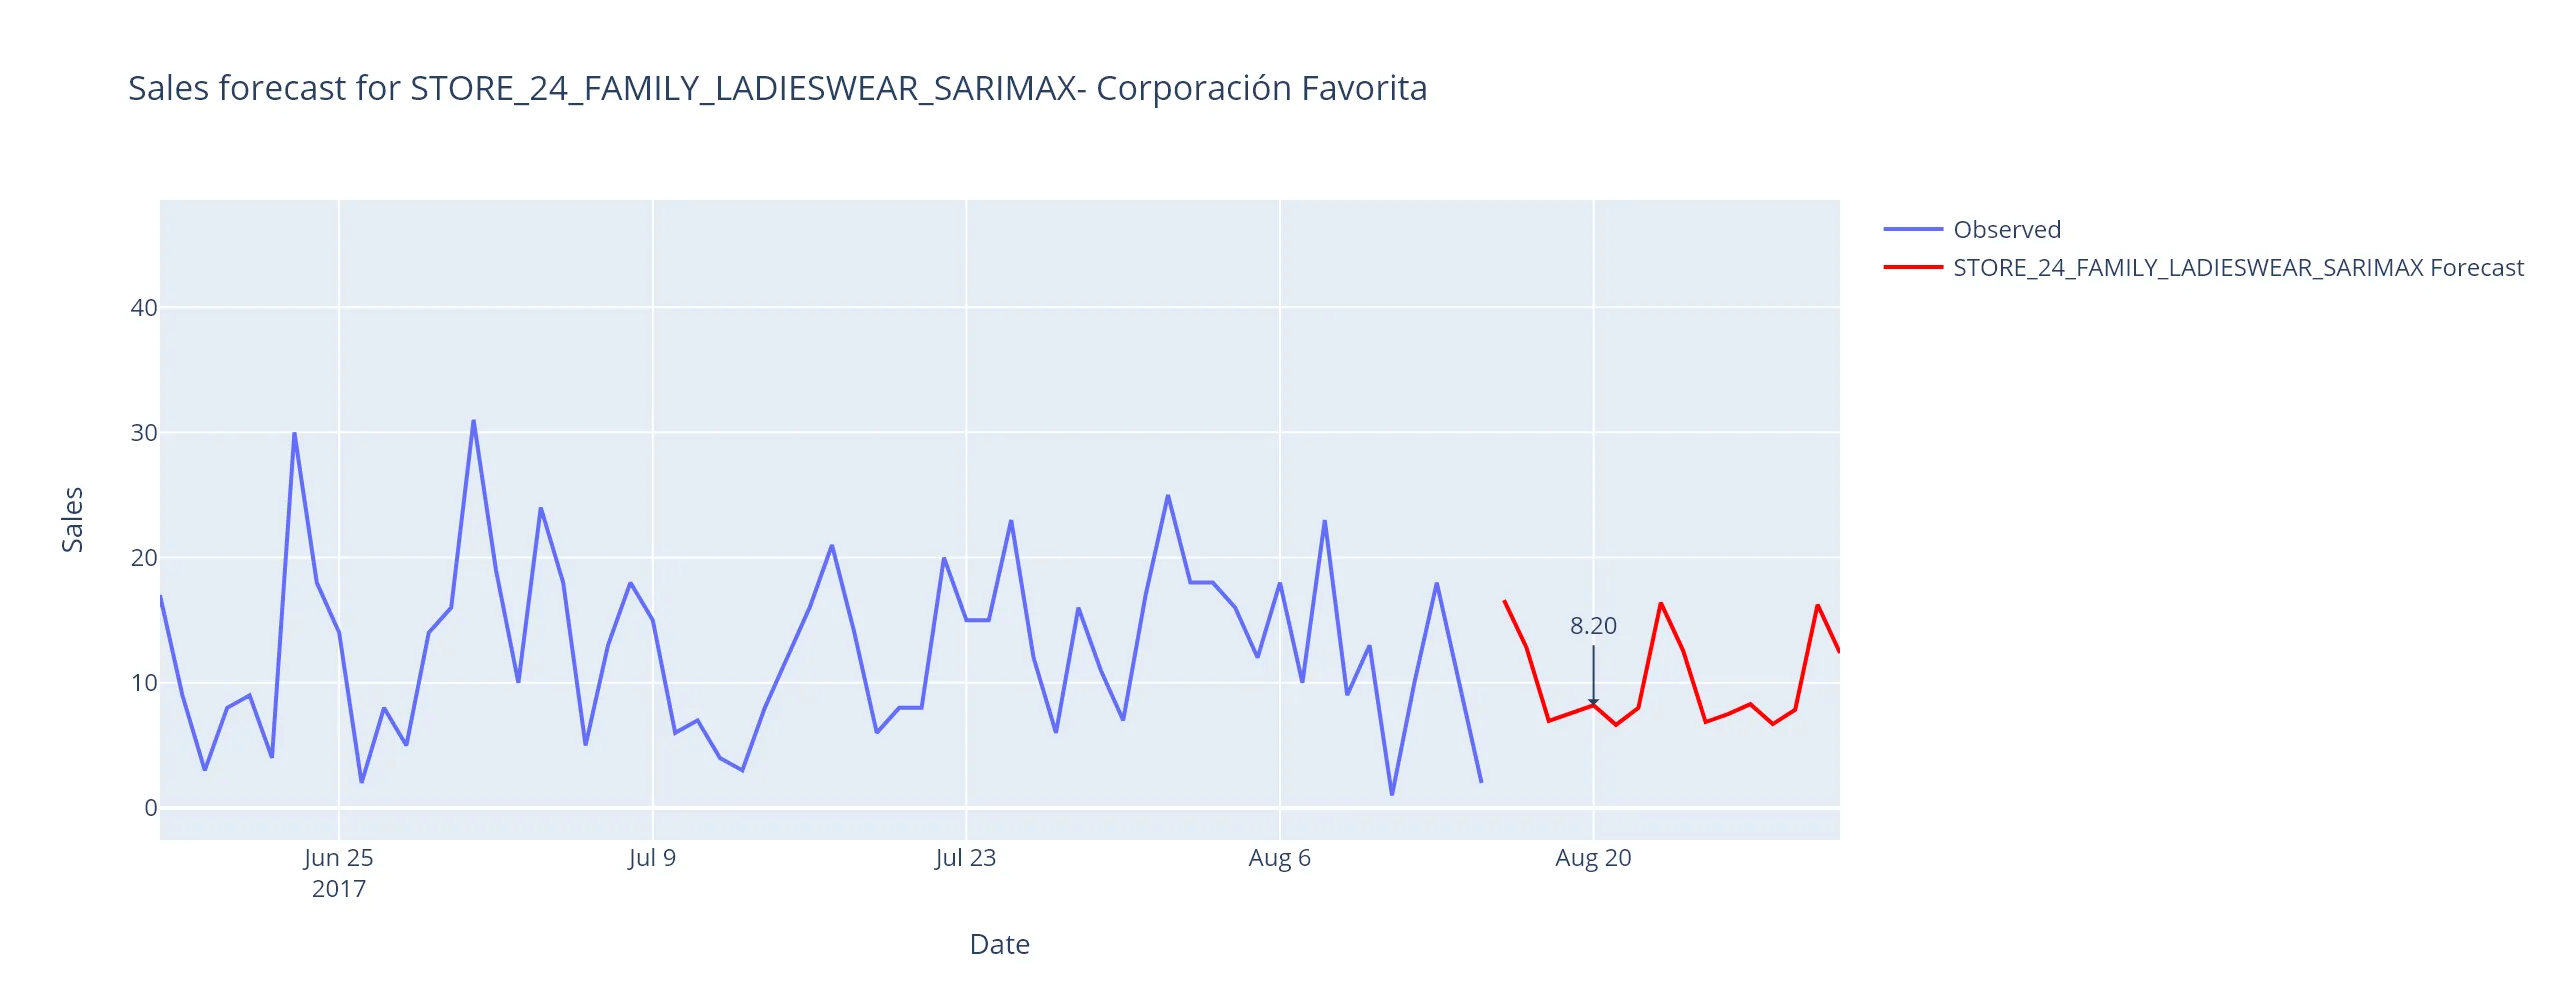 Sales forecast for STORE_24_FAMILY_LADIESWEAR_SARIMAX- Corporación Favorita
Observed
STORE_24_FAMILY_LADIESWEAR_SARIMAX Forecast
40
30
20
10
0
Sales
8.20
Jun 25
2017
Jul 9
Jul 23
Aug 6
Aug 20
Date